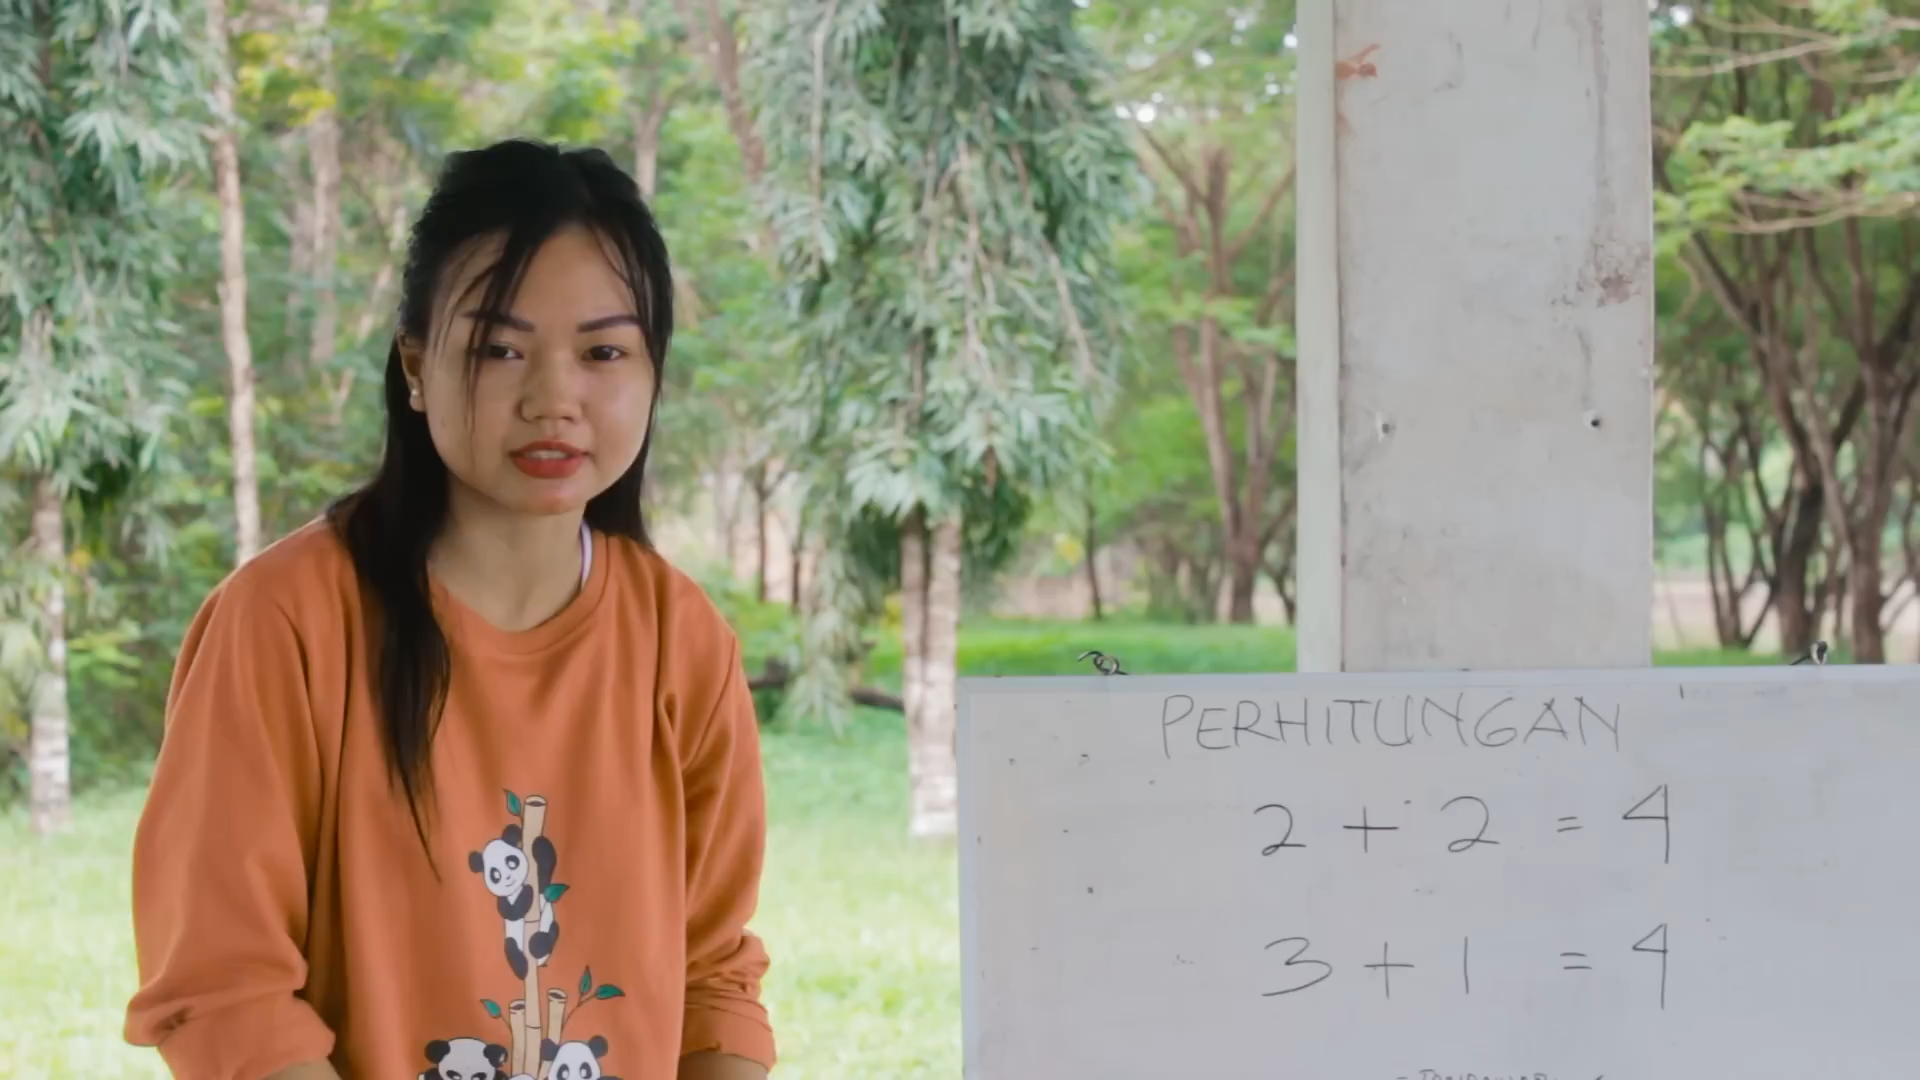 PERHITUNGAN
2 + 2 = 4
3 + 1 = 4